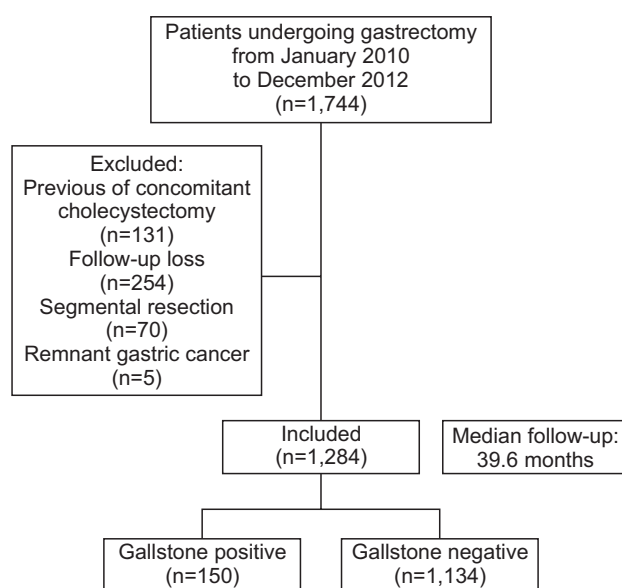 Patients undergoing gastrectomy
from January 2010
to December 2012
(n=1,744)
Excluded:
Previous of concomitant
cholecystectomy
(n=131)
Follow-up loss
(n=254)
Segmental resection
(n=70)
Remnant gastric cancer
(n=5)
Included
(n=1,284)
Median follow-up:
39.6 months
Gallstone positive
(n=150)
Gallstone negative
(n=1,134)